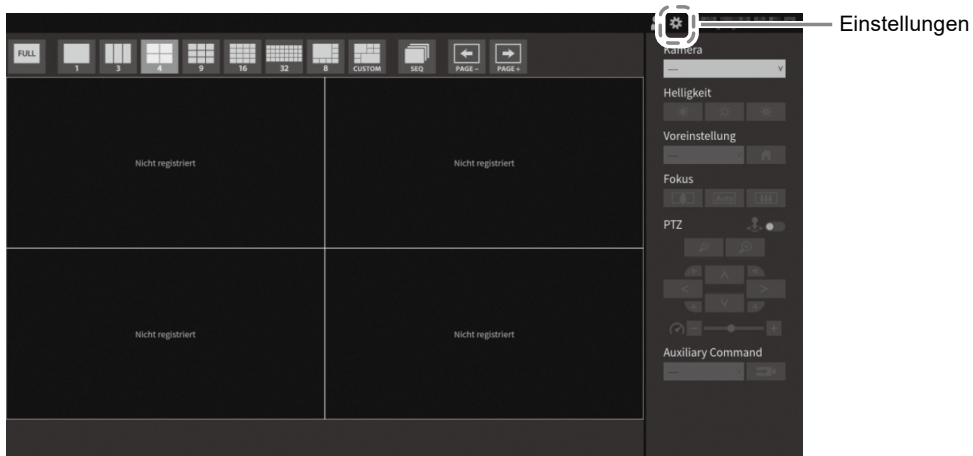 Einstellungen
FULL
1
3
4
9
16
32
8
CUSTOM
SEQ
PAGE−
PAGE+
Kamera
—
Helligkeit
Voreinstellung
—
Fokus
Auto
PTZ
Auxiliary Command
—
Nicht registriert
Nicht registriert
Nicht registriert
Nicht registriert